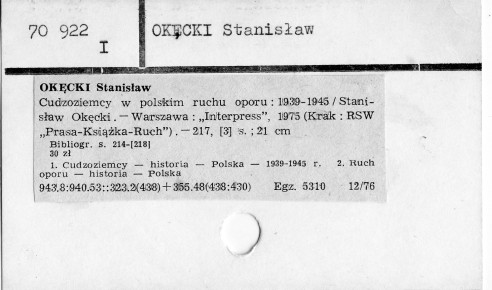 70 922
I
OKĘCKI Stanisław
OKĘCKI Stanisław
Cudzoziemcy w polskim ruchu oporu : 1939-1945 / Stani-
sław Okęcki. — Warszawa : „Interpress”, 1975 (Krak : RSW
„Prasa-Książka-Ruch”). — 217, [3] s. ; 21 cm
Bibliogr. s. 214-[218]
30 zł
1. Cudzoziemcy — historia — Polska — 1939-1945 r. 2. Ruch
oporu — historia — Polska
943.8:940.53::323.2(438) + 355.48(438:430) Egz. 5310 12/76